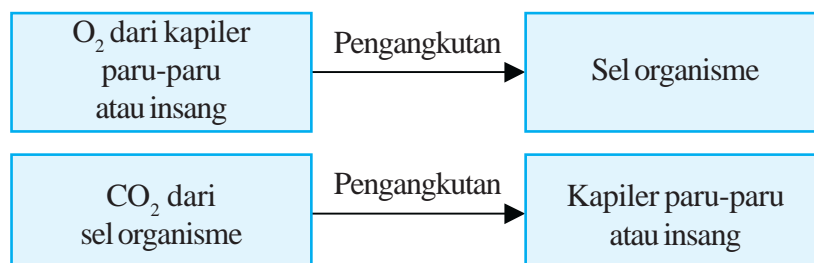 O₂ dari kapiler
paru-paru
atau insang
Pengangkutan
Sel organisme
CO₂ dari
sel organisme
Pengangkutan
Kapiler paru-paru
atau insang